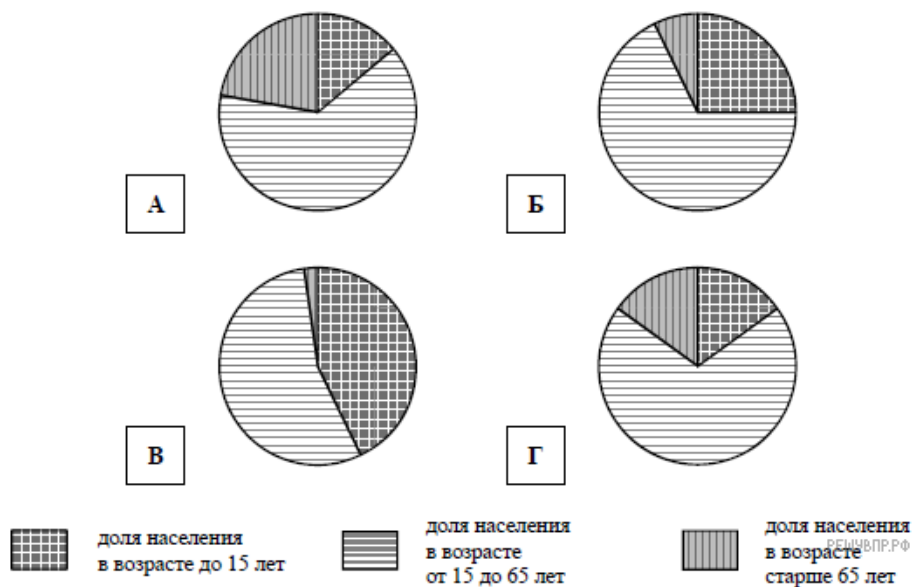 А
Б
В
Г
доля населения
в возрасте до 15 лет
доля населения
в возрасте
от 15 до 65 лет
доля населения
в возрасте
старше 65 лет
РЕШУВПР.РФ